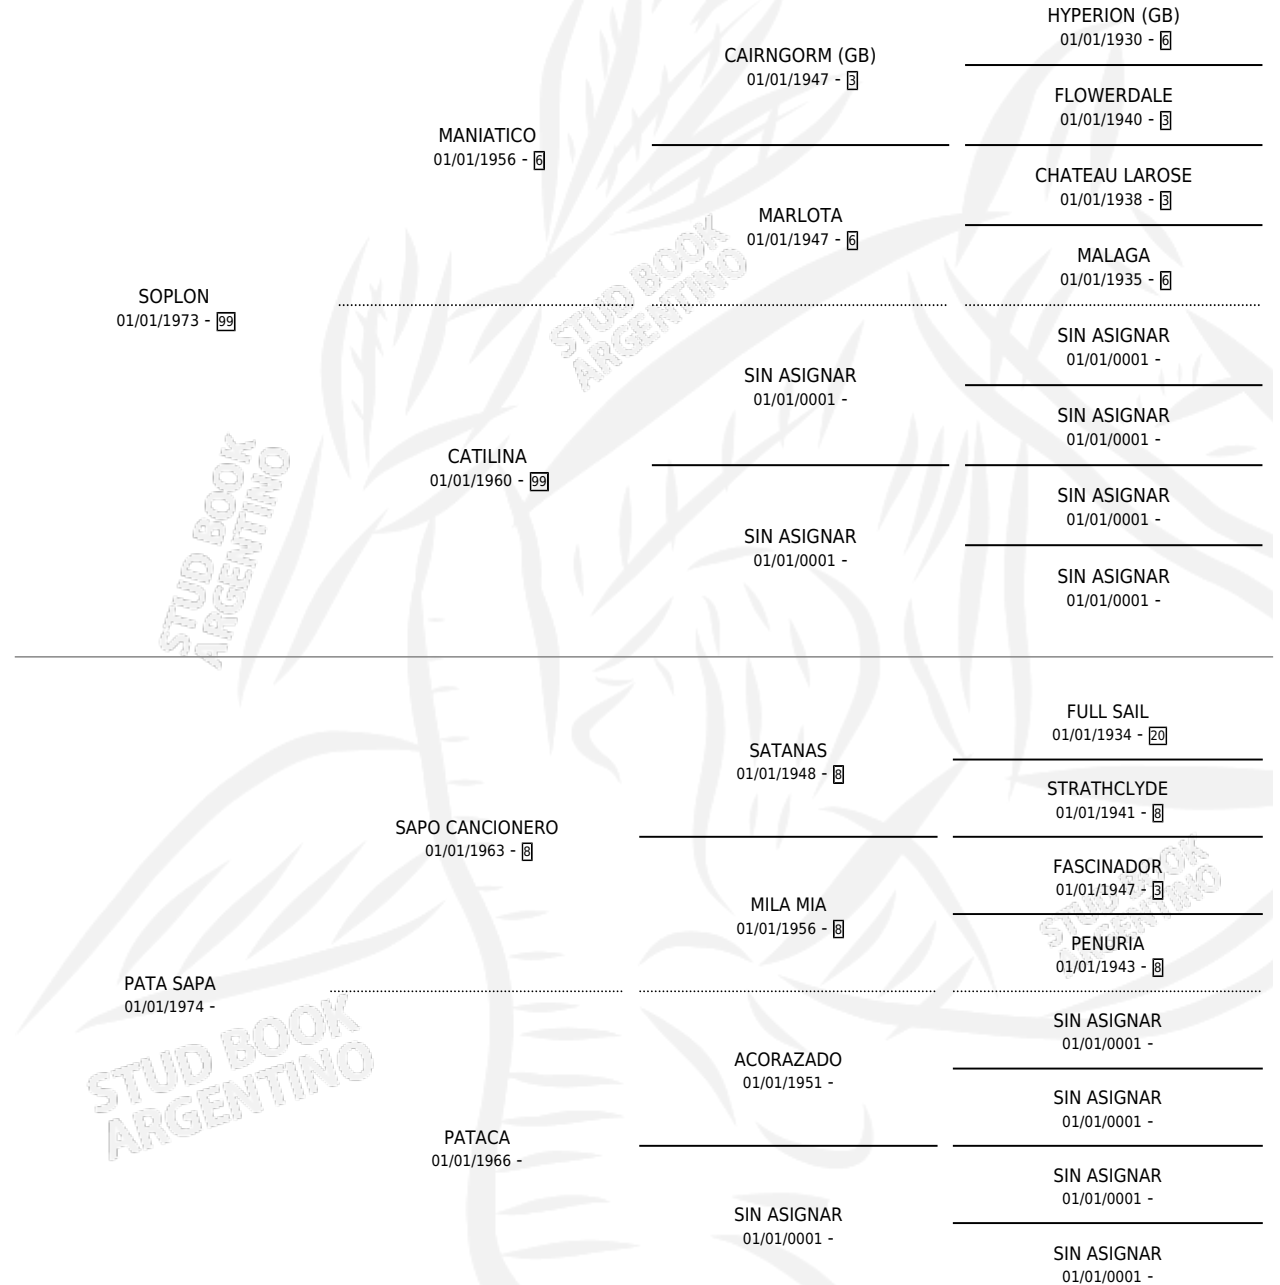 HYPERION (GB)
01/01/1930 - 6
CAIRNGORM (GB)
01/01/1947 - 3
FLOWERDALE
01/01/1940 - 3
MANIATICO
01/01/1956 - 6
CHATEAU LAROSE
01/01/1938 - 3
MARLOTA
01/01/1947 - 6
MALAGA
01/01/1935 - 6
SOPLON
01/01/1973 - 99
SIN ASIGNAR
01/01/0001 -
SIN ASIGNAR
01/01/0001 -
SIN ASIGNAR
01/01/0001 -
CATILINA
01/01/1960 - 99
SIN ASIGNAR
01/01/0001 -
SIN ASIGNAR
01/01/0001 -
SIN ASIGNAR
01/01/0001 -
STUD BOOK
ARGENTINO
STUD BOOK
ARGENTINO
FULL SAIL
01/01/1934 - 20
SATANAS
01/01/1948 - 8
STRATHCLYDE
01/01/1941 - 8
SAPO CANCIONERO
01/01/1963 - 8
FASCINADOR
01/01/1947 - 3
MILA MIA
01/01/1956 - 8
PENURIA
01/01/1943 - 8
STUD BOOK
ARGENTINO
PATA SAPA
01/01/1974 -
SIN ASIGNAR
01/01/0001 -
ACORAZADO
01/01/1951 -
SIN ASIGNAR
01/01/0001 -
STUD BOOK
ARGENTINO
PATACA
01/01/1966 -
SIN ASIGNAR
01/01/0001 -
SIN ASIGNAR
01/01/0001 -
SIN ASIGNAR
01/01/0001 -